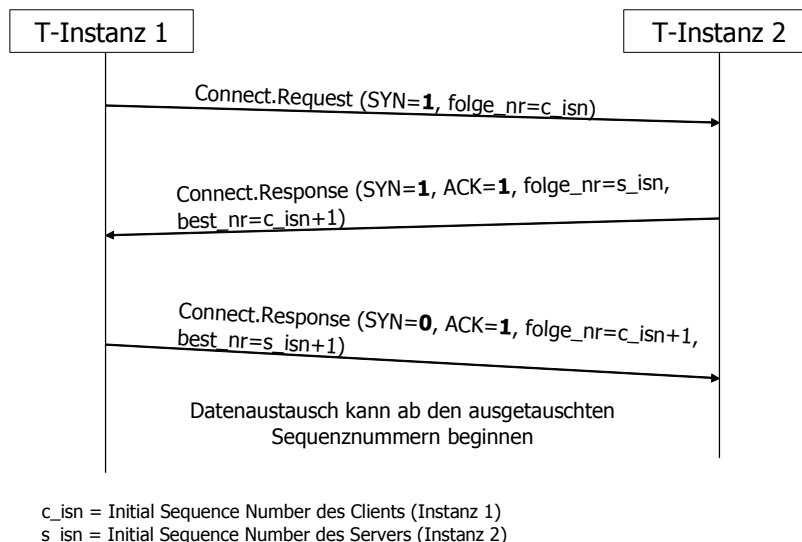 T-Instanz 1
T-Instanz 2
Connect.Request (SYN=1, folge_nr=c_isn)
Connect.Response (SYN=1, ACK=1, folge_nr=s_isn,
best_nr=c_isn+1)
Connect.Response (SYN=0, ACK=1, folge_nr=c_isn+1,
best_nr=s_isn+1)
Datenaustausch kann ab den ausgetauschten
Sequenznummern beginnen
c_isn = Initial Sequence Number des Clients (Instanz 1)
s_isn = Initial Sequence Number des Servers (Instanz 2)